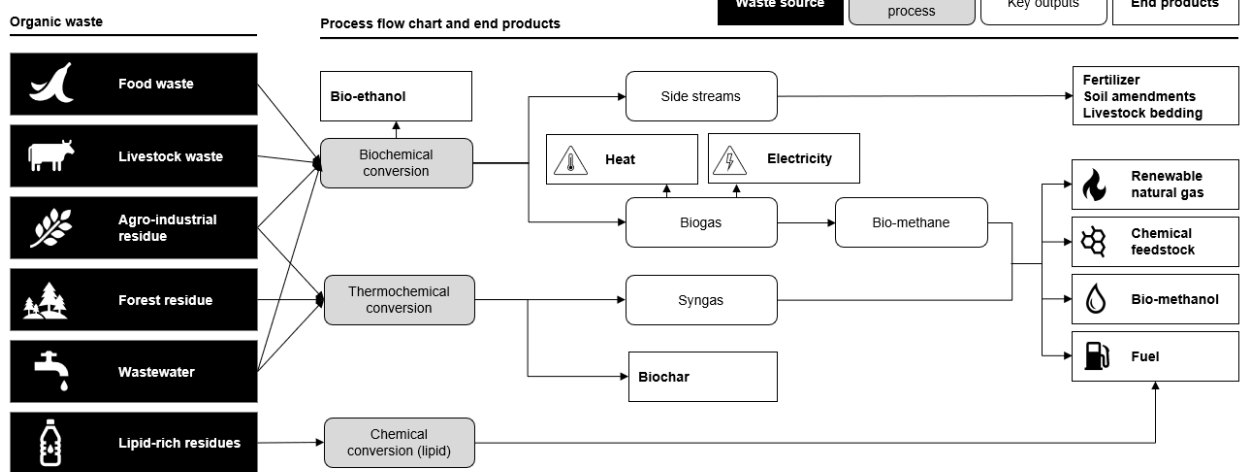 Waste source
process
Key outputs
End products
Organic waste
Process flow chart and end products
Food waste
Livestock waste
Agro-industrial
residue
Forest residue
Wastewater
Lipid-rich residues
Bio-ethanol
Biochemical
conversion
Thermochemical
conversion
Chemical
conversion (lipid)
Side streams
Heat
Electricity
Biogas
Bio-methane
Syngas
Biochar
Fertilizer
Soil amendments
Livestock bedding
Renewable
natural gas
Chemical
feedstock
Bio-methanol
Fuel